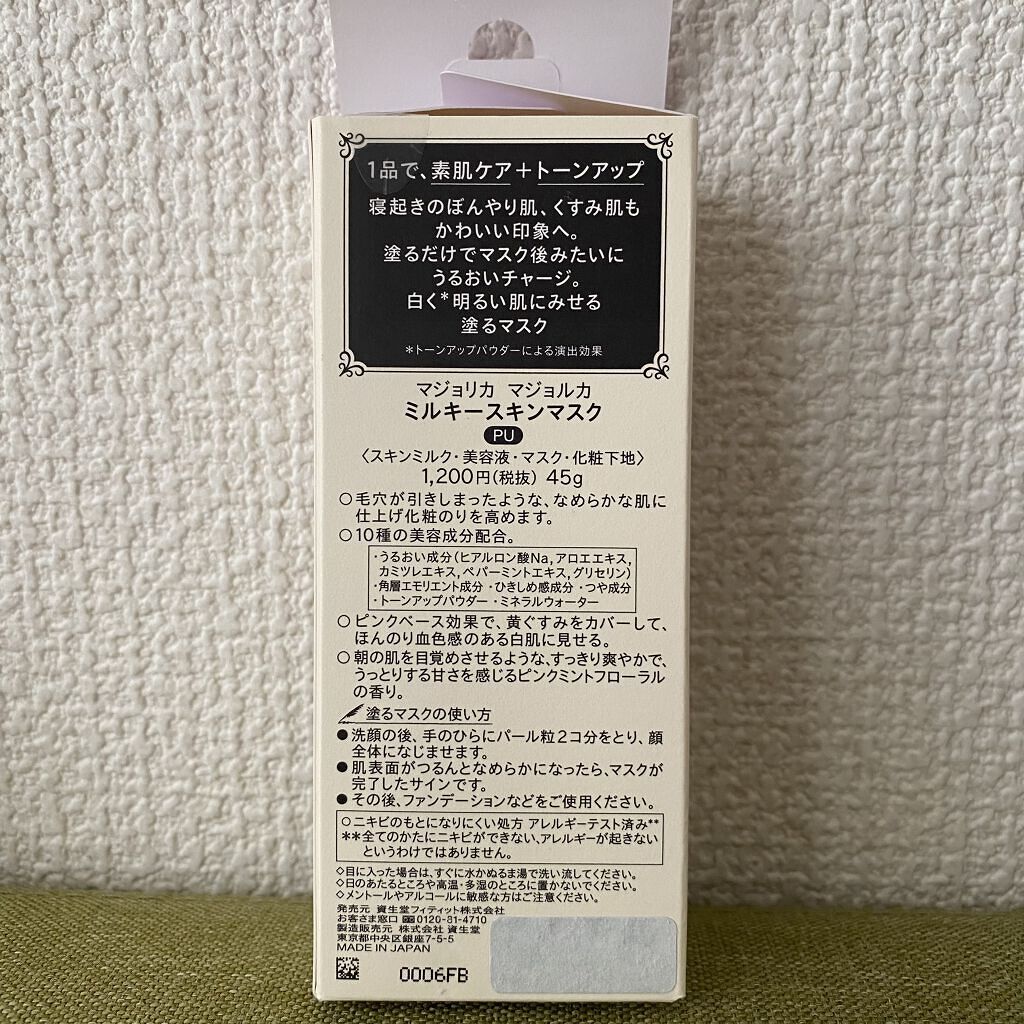 1品で、素肌ケア＋トーンアップ
寝起きのぼんやり肌、くすみ肌も
かわいい印象へ。
塗るだけでマスク後みたいに
うるおいチャージ。
白く＊明るい肌にみせる
塗るマスク
＊トーンアップパウダーによる演出効果
マジョリカ マジョルカ
ミルキースキンマスク
PU
〈スキンミルク・美容液・マスク・化粧下地〉
1,200円(税抜) 45g
○毛穴が引きしまったような、なめらかな肌に
仕上げ化粧のりを高めます。
○10種の美容成分配合。
・うるおい成分(ヒアルロン酸Na,アロエエキス,
カミツレエキス,ペパーミントエキス,グリセリン)
・角層エモリエント成分・ひきしめ感成分・つや成分
・トーンアップパウダー・ミネラルウォーター
○ピンクベース効果で、黄ぐすみをカバーして、
ほんのり血色感のある白肌に見せる。
○朝の肌を目覚めさせるような、すっきり爽やかで、
うっとりする甘さを感じるピンクミントフローラル
の香り。
塗るマスクの使い方
●洗顔の後、手のひらにパール粒2コ分をとり、顔
全体になじませます。
●肌表面がつるんとなめらかになったら、マスクが
完了したサインです。
●その後、ファンデーションなどをご使用ください。
○ニキビのもとになりにくい処方 アレルギーテスト済み＊＊
＊＊全てのかたにニキビができない、アレルギーが起きない
というわけではありません。
◇目に入った場合は、すぐに水かぬるま湯で洗い流してください。
◇日のあたるところや高温・多湿のところに置かないでください。
◇メントールやアルコールに敏感な方はご注意ください。
発売元 資生堂フィティット株式会社
お客さま窓口 0120-81-4710
製造販売元 株式会社 資生堂
東京都中央区銀座7-5-5
MADE IN JAPAN
0006FB